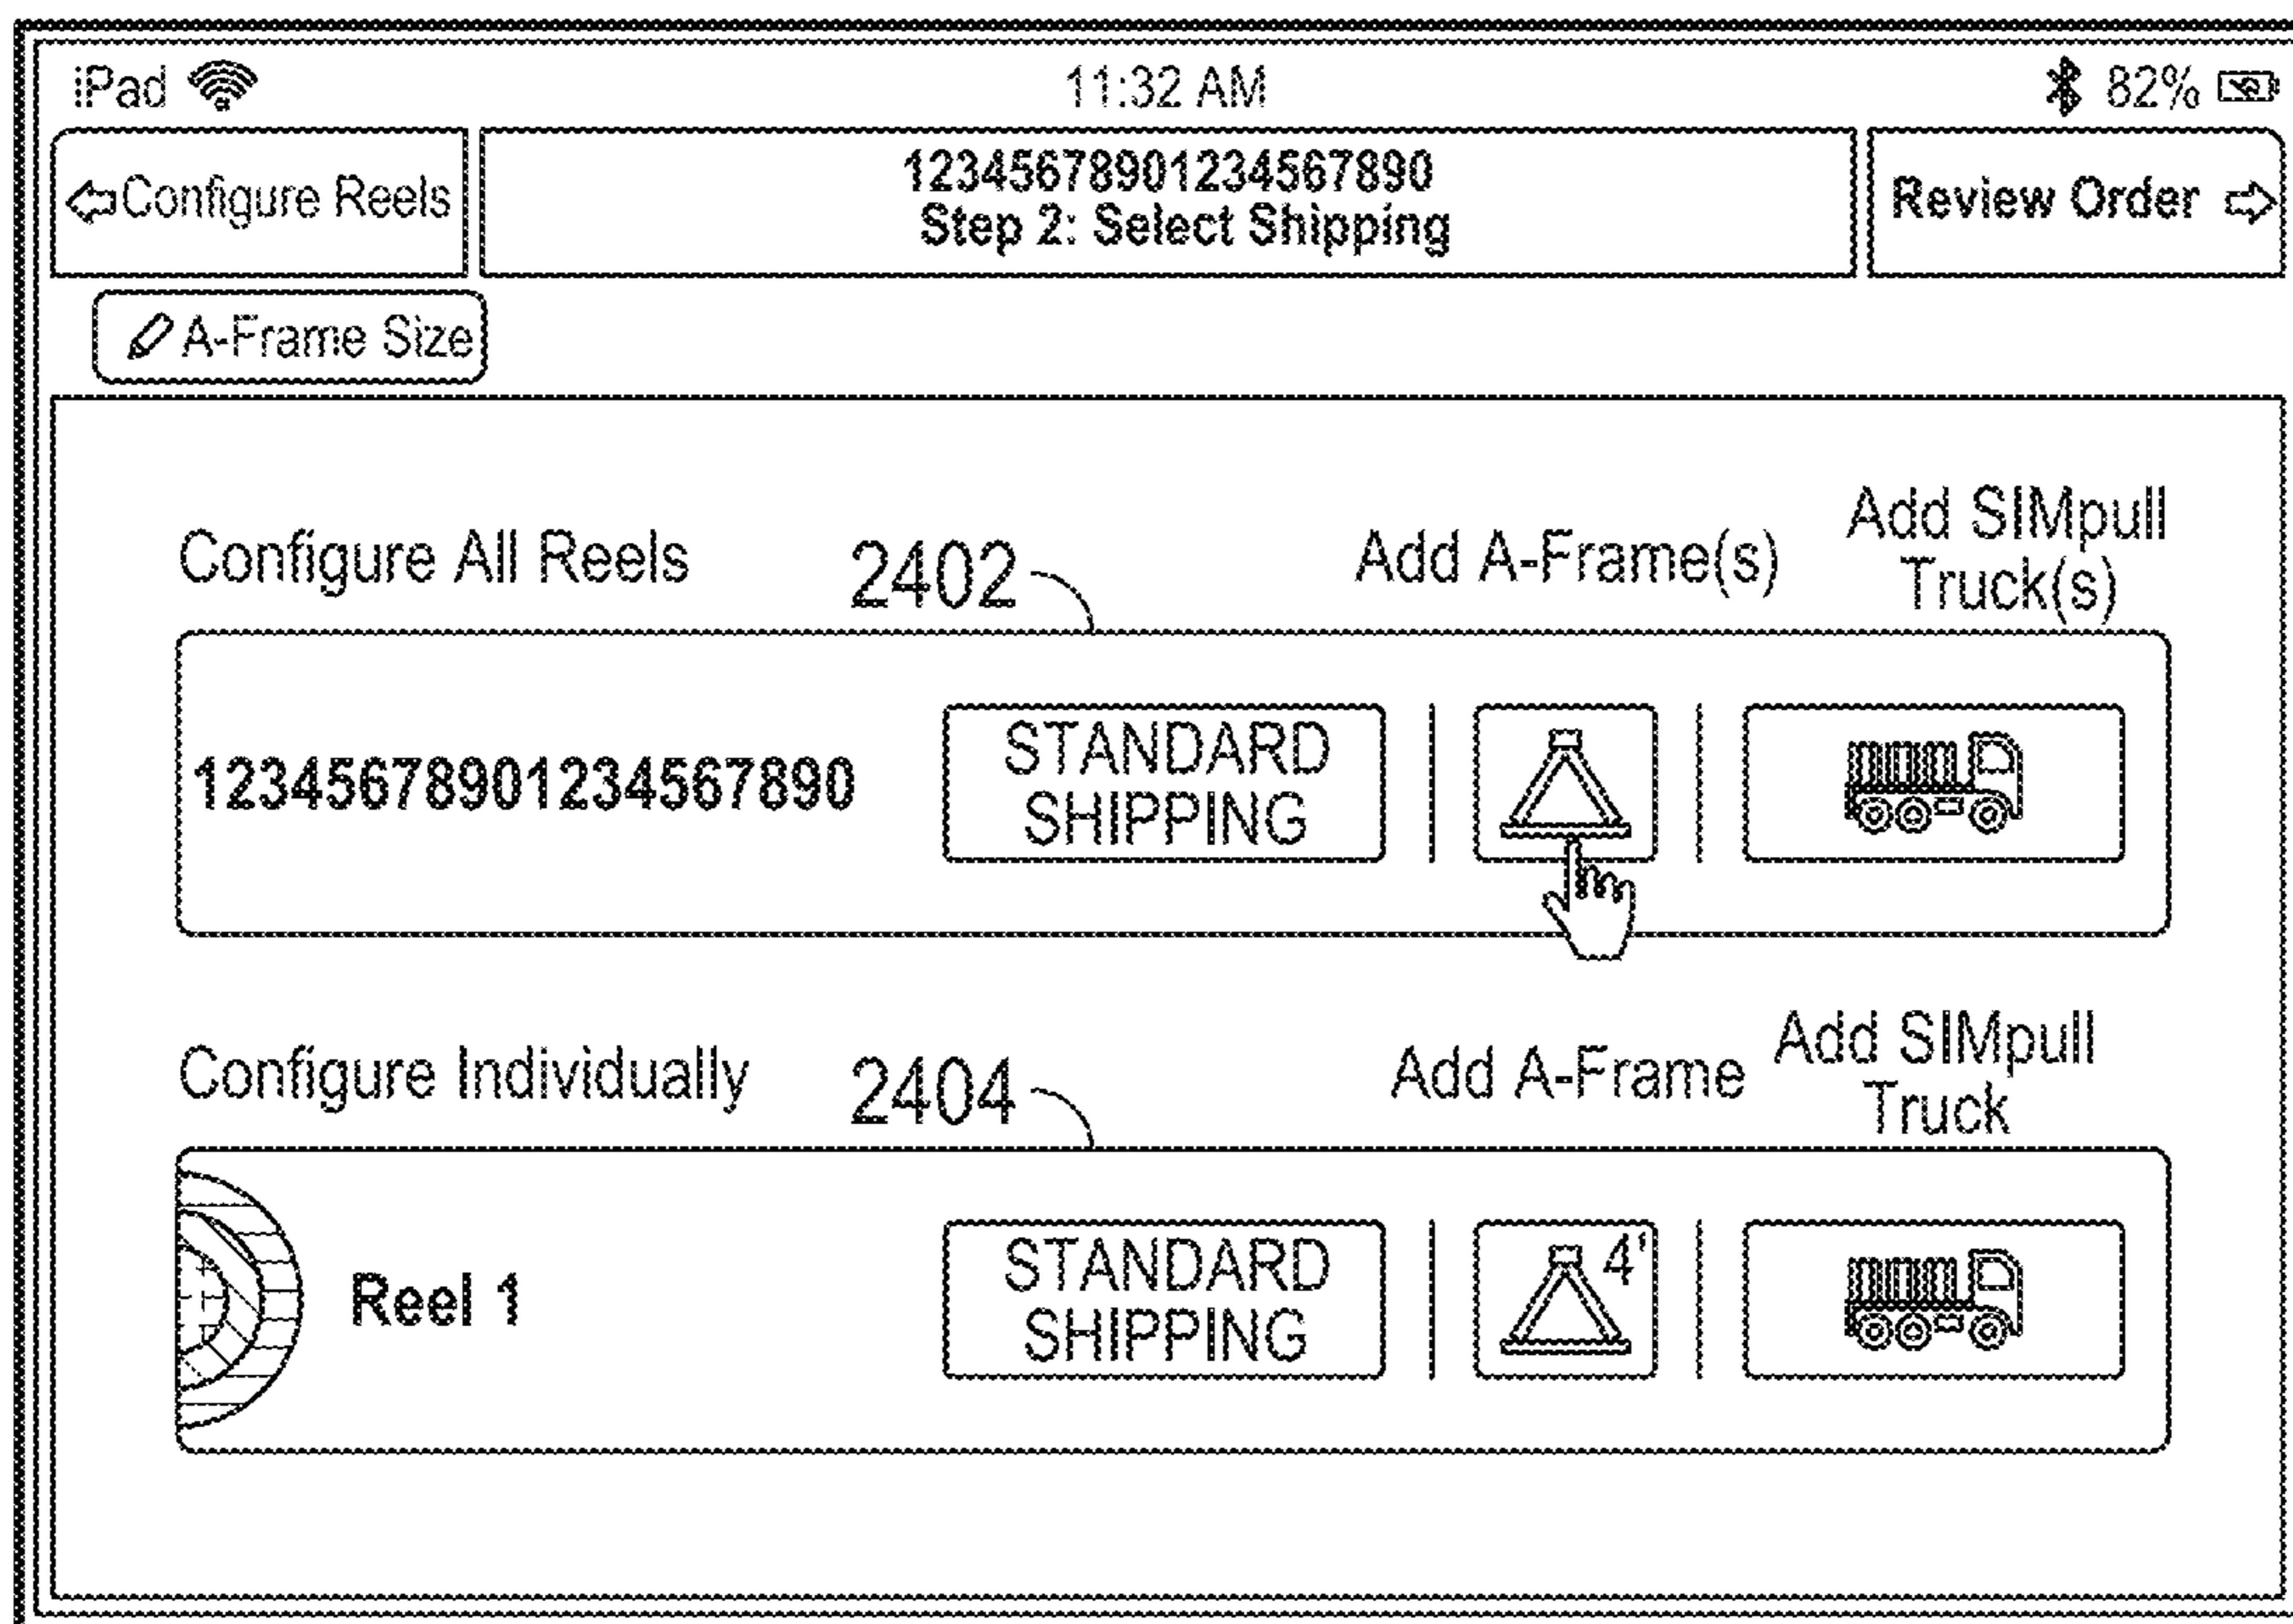 iPad 11:32 AM 82%
Configure Reels
12345678901234567890
Step 2: Select Shipping
Review Order
A-Frame Size
Configure All Reels
2402
Add A-Frame(s)
Add SIMpull
Truck(s)
12345678901234567890
STANDARD
SHIPPING
Configure Individually
2404
Add A-Frame
Add SIMpull
Truck
Reel 1
STANDARD
SHIPPING
4'